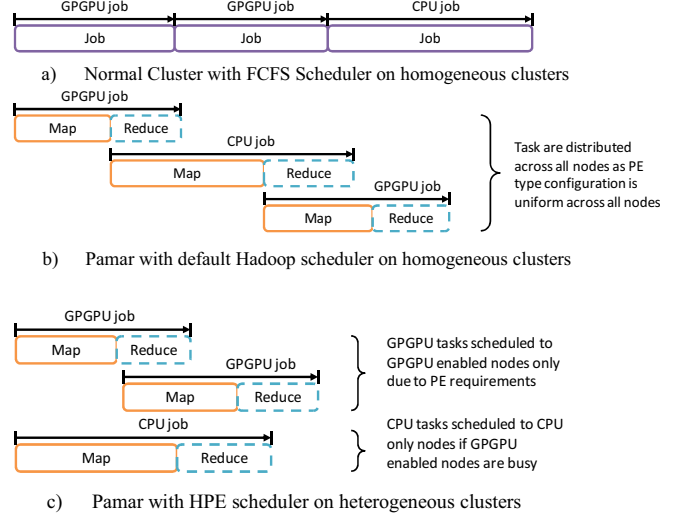 GPGPU job GPGPU job CPU job
Job Job Job
a) Normal Cluster with FCFS Scheduler on homogeneous clusters
GPGPU job
Map Reduce
CPU job
Map Reduce
GPGPU job
Map Reduce
Task are distributed
across all nodes as PE
type configuration is
uniform across all nodes
b) Pamar with default Hadoop scheduler on homogeneous clusters
GPGPU job
Map Reduce
GPGPU job
Map Reduce
GPGPU tasks scheduled to
GPGPU enabled nodes only
due to PE requirements
CPU job
Map Reduce
CPU tasks scheduled to CPU
only nodes if GPGPU
enabled nodes are busy
c) Pamar with HPE scheduler on heterogeneous clusters